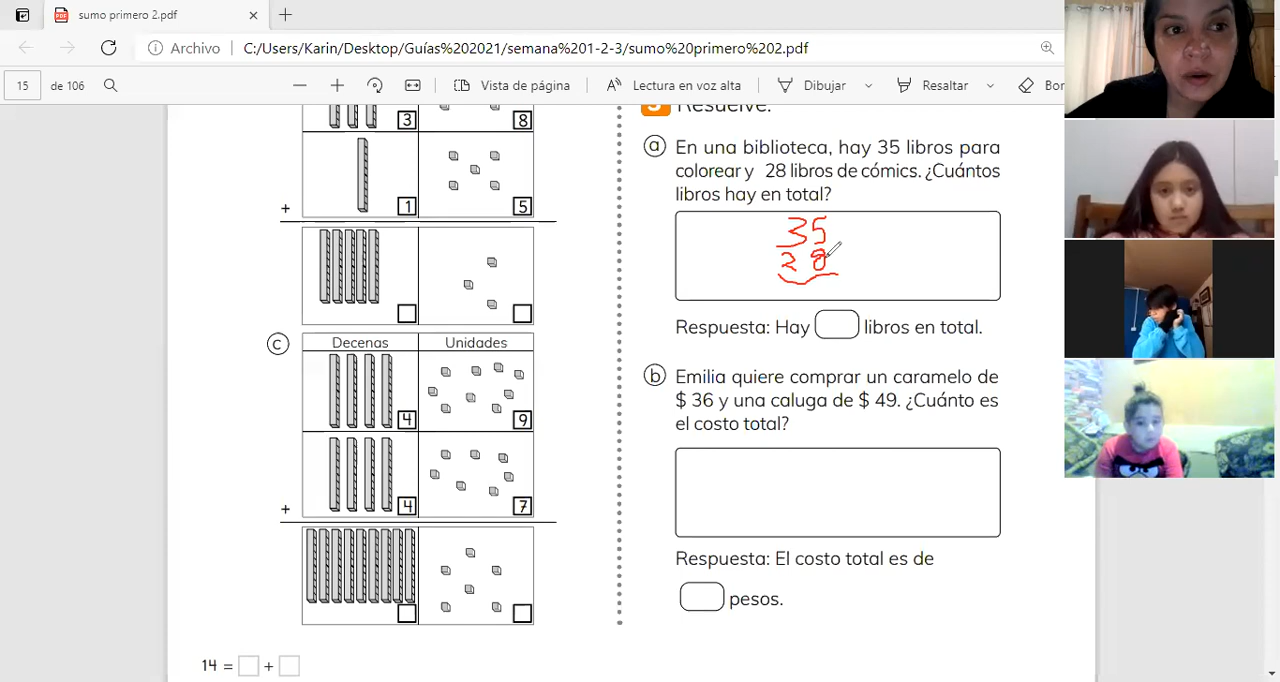 sumo primero 2.pdf
Archivo
C:/Users/Karin/Desktop/Guías%202021/semana%201-2-3/sumo%20primero%202.pdf
15 de 106
Vista de página
Lectura en voz alta
Dibujar
Resaltar
Bor
3 8
1 5
+
c
Decenas Unidades
4 9
4 7
+
14 = +
Resuelve.
a En una biblioteca, hay 35 libros para
colorear y 28 libros de cómics. ¿Cuántos
libros hay en total?
35
28
Respuesta: Hay libros en total.
b Emilia quiere comprar un caramelo de
$ 36 y una caluga de $ 49. ¿Cuánto es
el costo total?
Respuesta: El costo total es de
pesos.